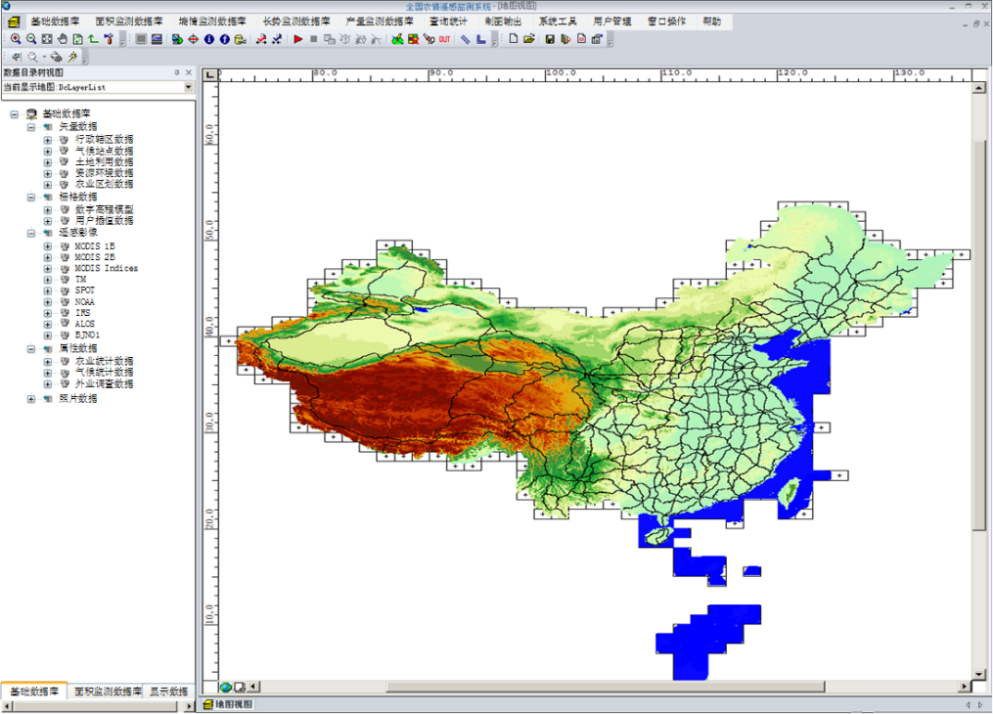 全国农情遥感监测系统 - [地图视图]
基础数据库 面积监测数据库 墒情监测数据库 长势监测数据库 产量监测数据库 查询统计 制图输出 系统工具 用户管理 窗口操作 帮助
OUT
数据目录树视图
当前显示地图:DcLayerList
基础数据库
矢量数据
行政辖区数据
气候站点数据
土地利用数据
资源环境数据
农业区划数据
栅格数据
数字高程模型
用户插值数据
遥感影像
MODIS 1B
MODIS 2B
MODIS Indices
TM
SPOT
NOAA
IRS
ALOS
BJNO1
属性数据
农业统计数据
气候统计数据
外业调查数据
照片数据
80.0 90.0 100.0 110.0 120.0 130.0
60.0
50.0
40.0
30.0
20.0
10.0
基础数据库 面积监测数据库 显示数据
地图视图